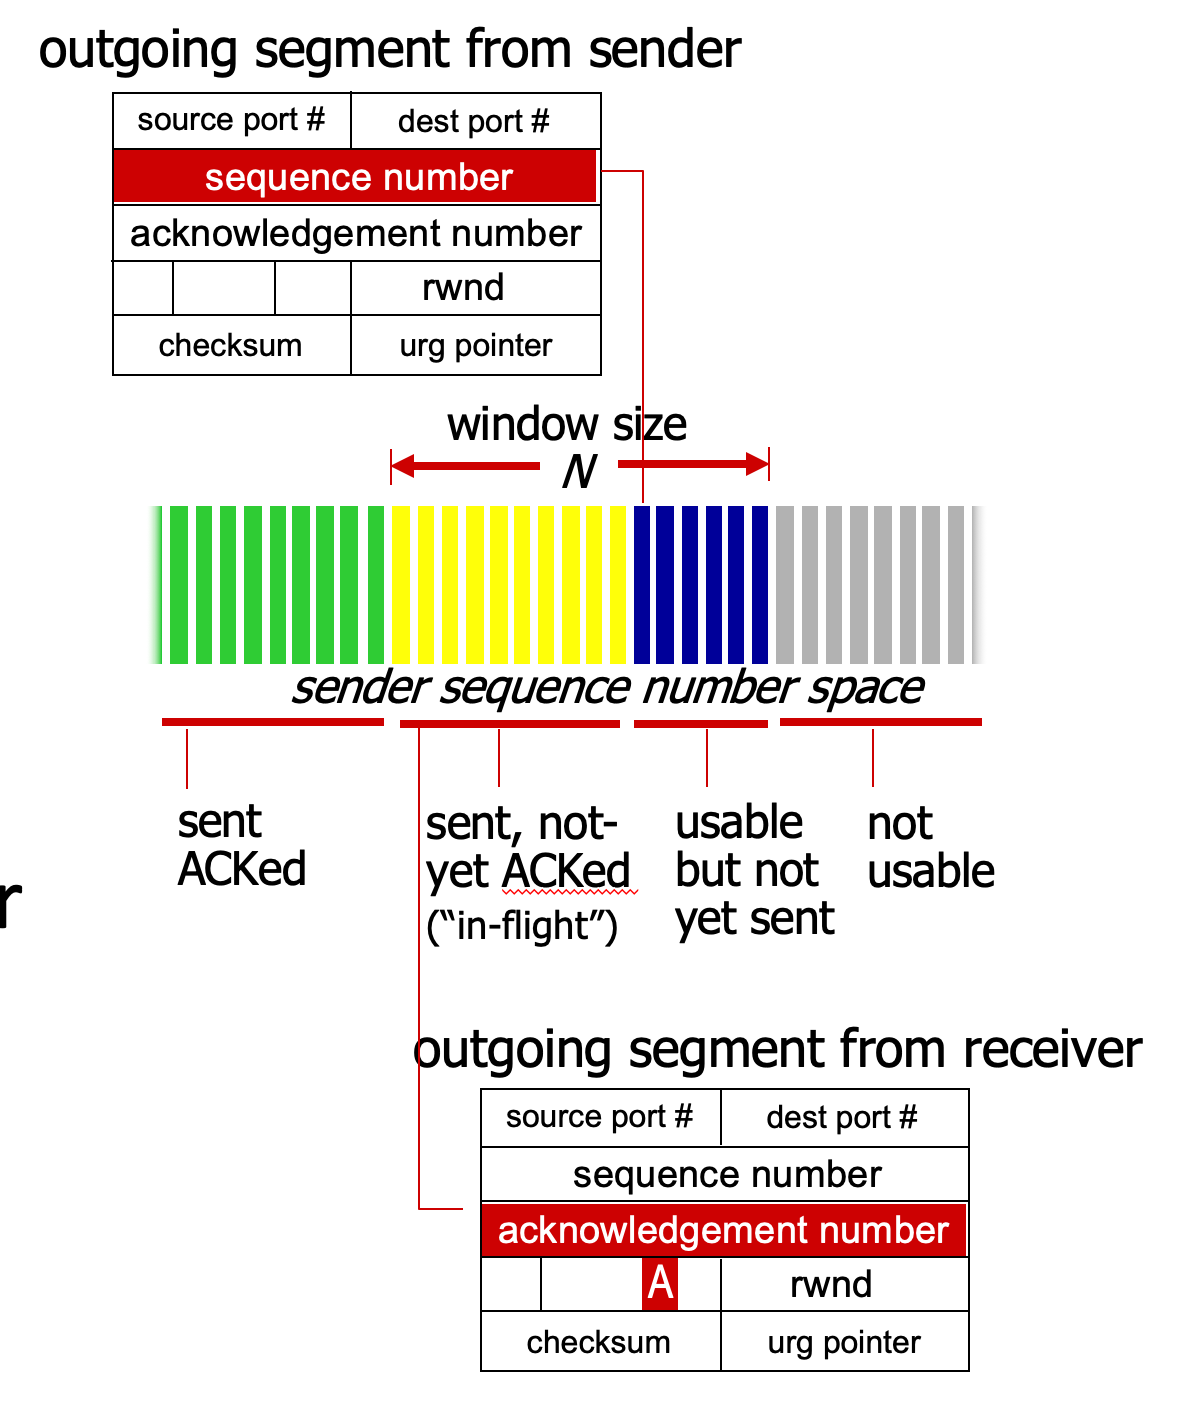 outgoing segment from sender
source port #
dest port #
sequence number
acknowledgement number
rwnd
checksum
urg pointer
window size
N
sender sequence number space
sent
ACKed
sent, not-
yet ACKed
(“in-flight”)
usable
but not
yet sent
not
usable
r
outgoing segment from receiver
source port #
dest port #
sequence number
acknowledgement number
A
rwnd
checksum
urg pointer